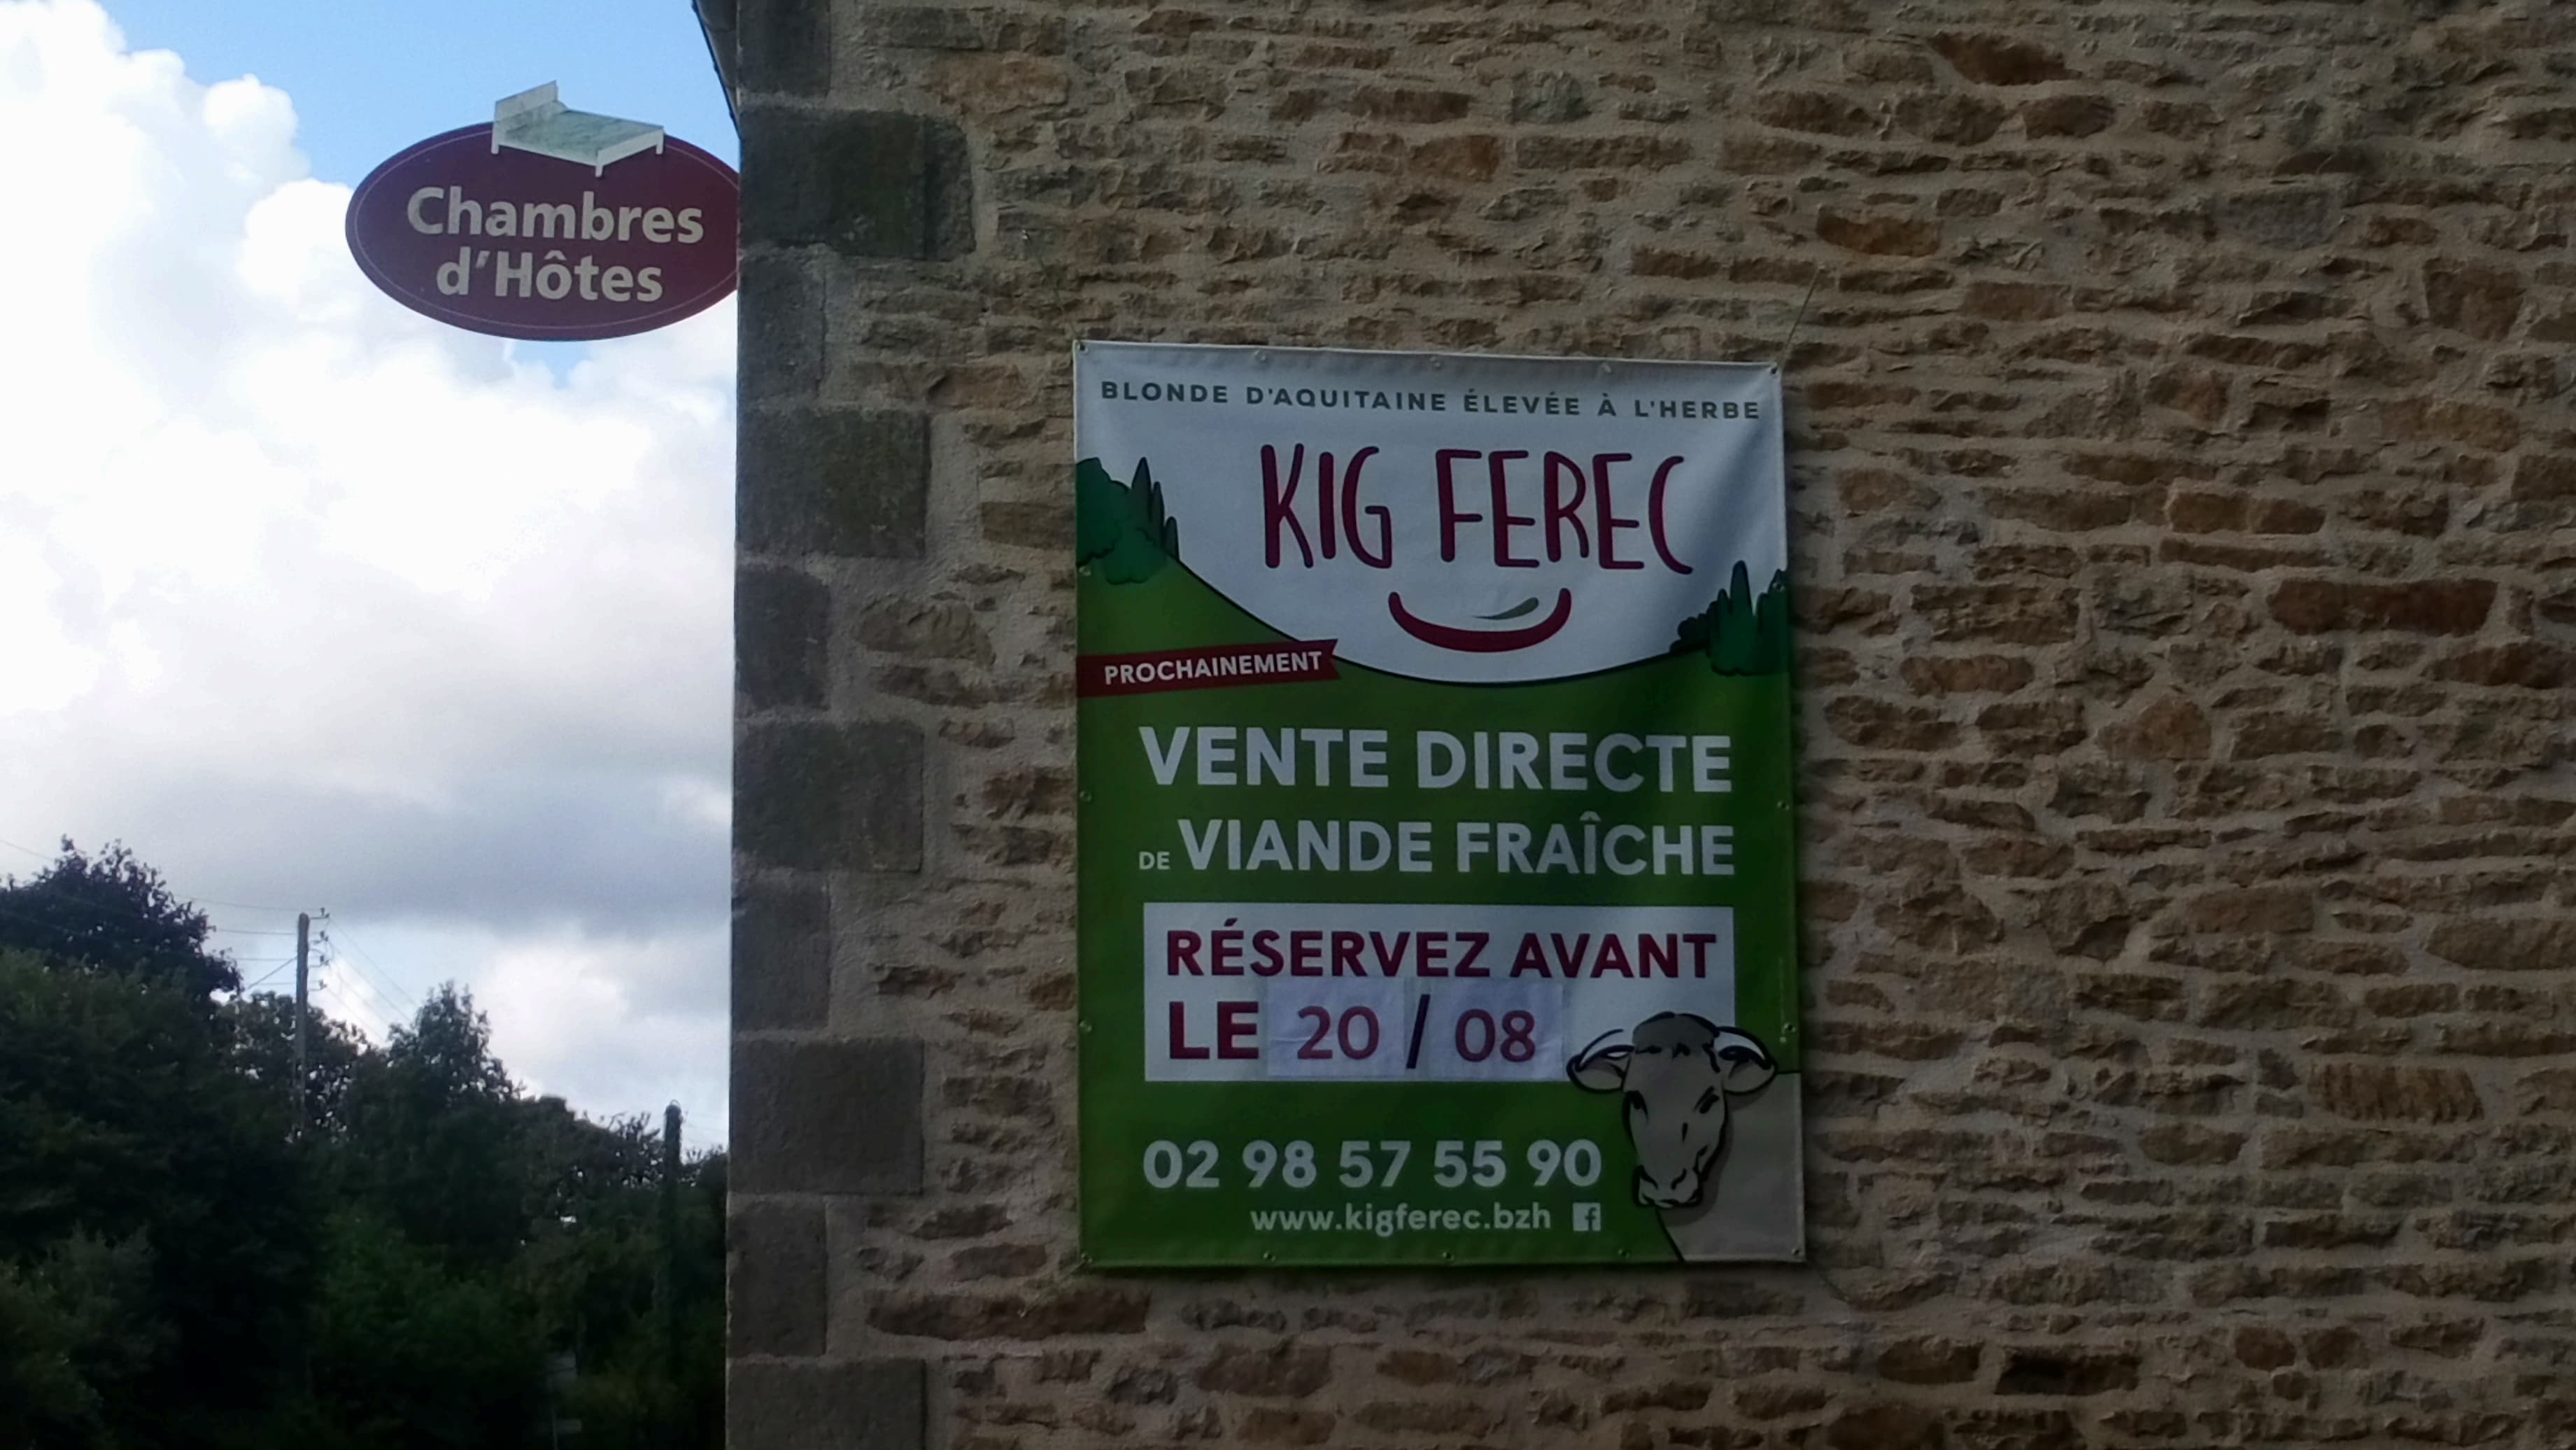 Chambres
d'Hôtes
BLONDE D'AQUITAINE ÉLEVÉE À L'HERBE
KIG FEREC
PROCHAINEMENT
VENTE DIRECTE
DE VIANDE FRAÎCHE
RÉSERVEZ AVANT
LE 20 / 08
02 98 57 55 90
www.kigferec.bzh f